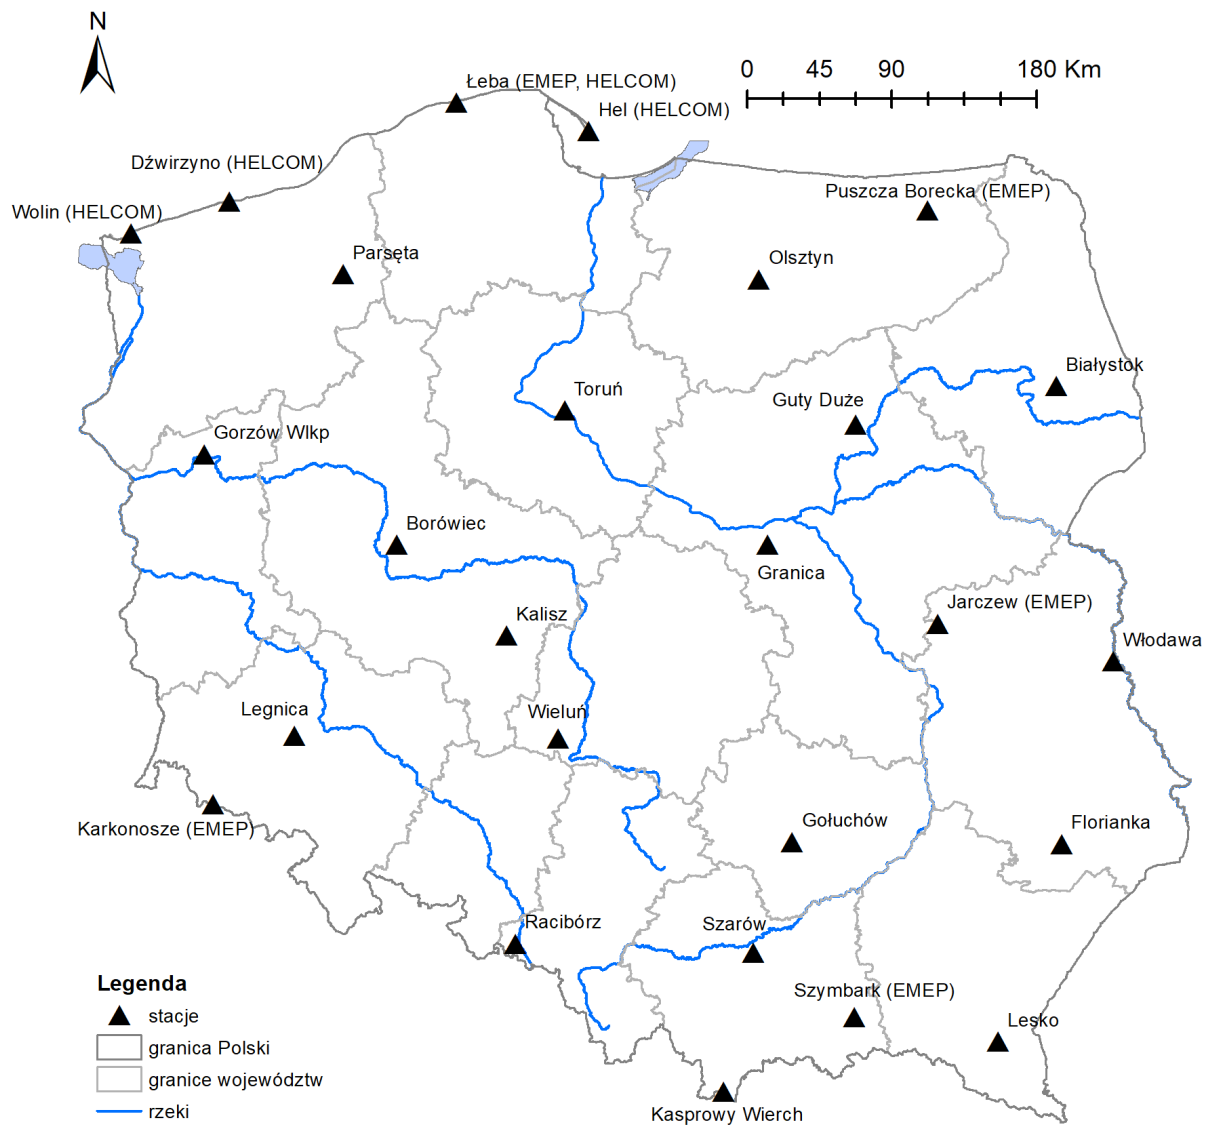 N
0 45 90 180 Km
Łeba (EMEP, HELCOM)
Hel (HELCOM)
Dźwirzyno (HELCOM)
Puszcza Borecka (EMEP)
Wolin (HELCOM)
Parsęta
Olsztyn
Białystok
Toruń
Guty Duże
Gorzów Wlkp
Borówiec
Granica
Jarczew (EMEP)
Kalisz
Włodawa
Legnica
Wieluń
Gołuchów
Florianka
Karkonosze (EMEP)
Racibórz
Szarów
Legenda
Szymbark (EMEP)
stacje
Lesko
granica Polski
granice województw
rzeki
Kasprowy Wierch